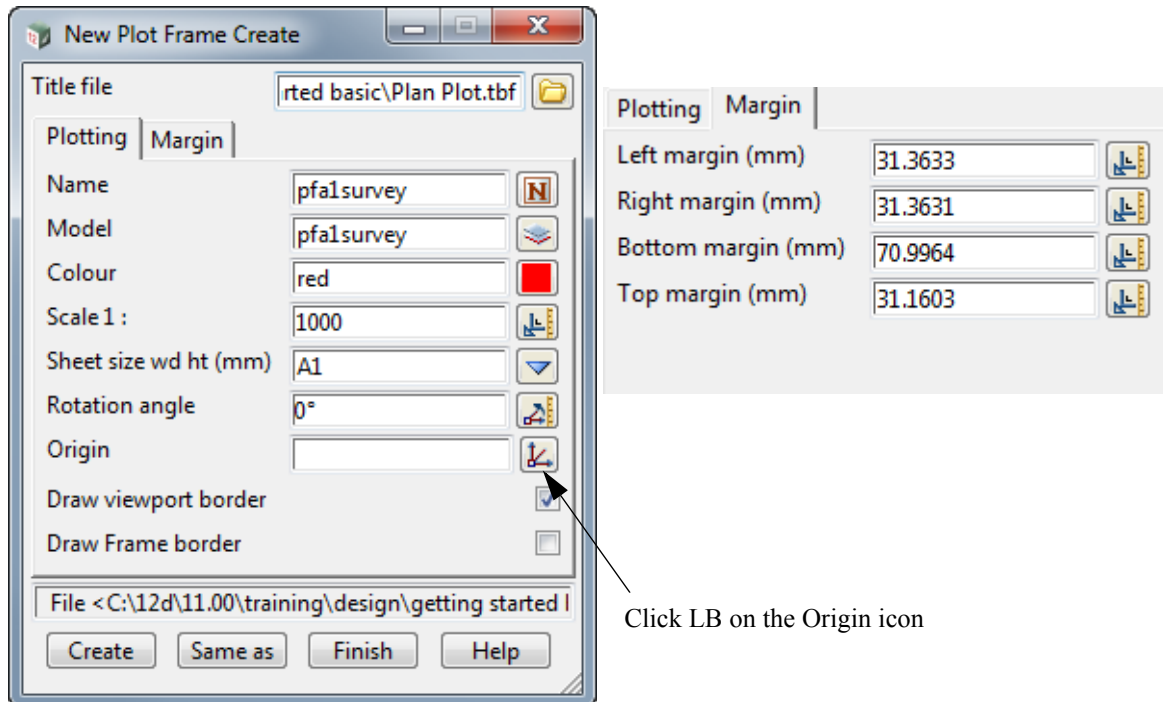 New Plot Frame Create
Title file rted basic\Plan Plot.tbf
Plotting Margin
Name pfa1survey N
Model pfa1survey
Colour red
Scale 1 : 1000
Sheet size wd ht (mm) A1
Rotation angle 0°
Origin
Draw viewport border
Draw Frame border
File <C:\12d\11.00\training\design\getting started
Create Same as Finish Help
Plotting Margin
Left margin (mm) 31.3633
Right margin (mm) 31.3631
Bottom margin (mm) 70.9964
Top margin (mm) 31.1603
Click LB on the Origin icon